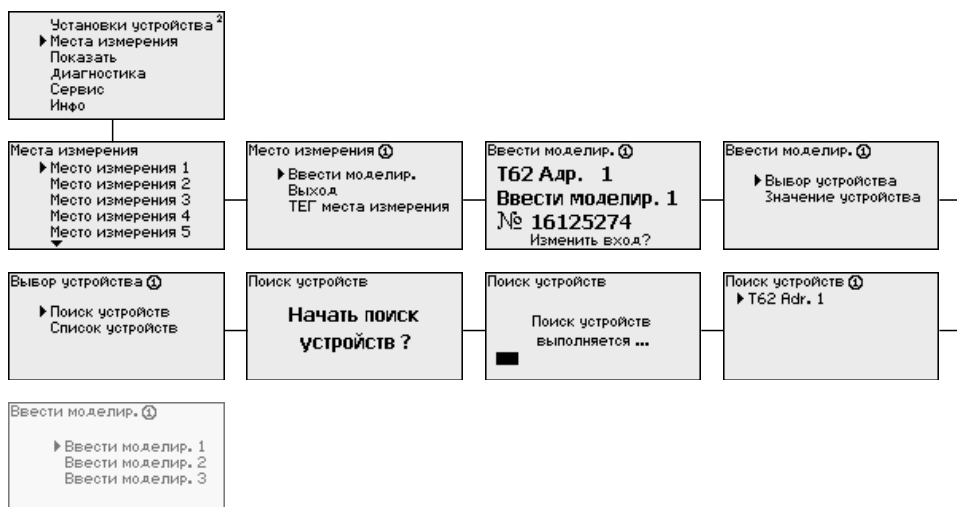 Установки устройства 2
Места измерения
Показать
Диагностика
Сервис
Инфо
Места измерения
Место измерения 1
Место измерения 2
Место измерения 3
Место измерения 4
Место измерения 5
Место измерения ①
Ввести моделир.
Выход
ТЕГ места измерения
Ввести моделир. ①
T62 Адр. 1
Ввести моделир. 1
№ 16125274
Изменить вход?
Ввести моделир. ①
Выбор устройства
Значение устройства
Выбор устройства ①
Поиск устройств
Список устройств
Поиск устройств
Начать поиск
устройств ?
Поиск устройств
Поиск устройств
выполняется ...
Поиск устройств ①
T62 Adr. 1
Ввести моделир. ①
Ввести моделир. 1
Ввести моделир. 2
Ввести моделир. 3